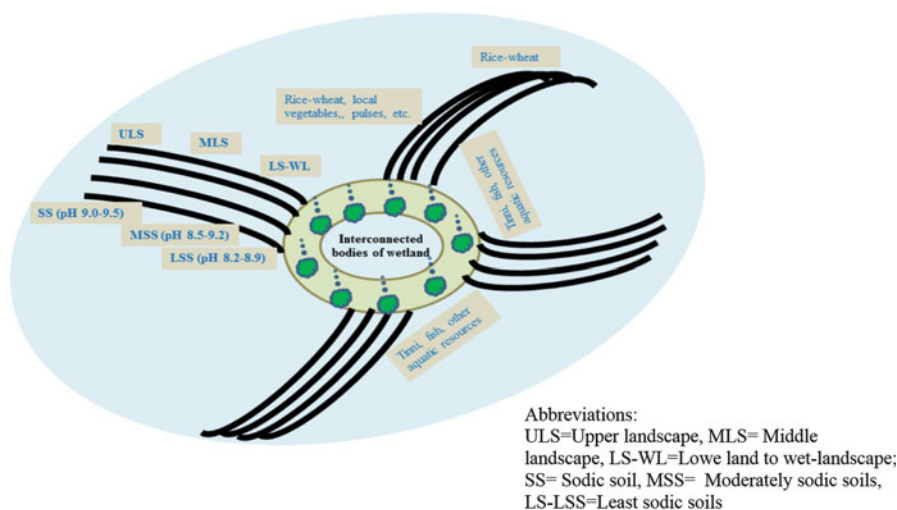 Rice-wheat
Rice-wheat, local
vegetables,, pulses, etc.
ULS
MLS
LS-WL
Tinni, fish, other
aquatic resources
SS (pH 9.0-9.5)
MSS (pH 8.5-9.2)
LSS (pH 8.2-8.9)
Interconnected
bodies of wetland
Tinni, fish, other
aquatic resources
Abbreviations:
ULS=Upper landscape, MLS= Middle
landscape, LS-WL=Lowe land to wet-landscape;
SS= Sodic soil, MSS= Moderately sodic soils,
LS-LSS=Least sodic soils